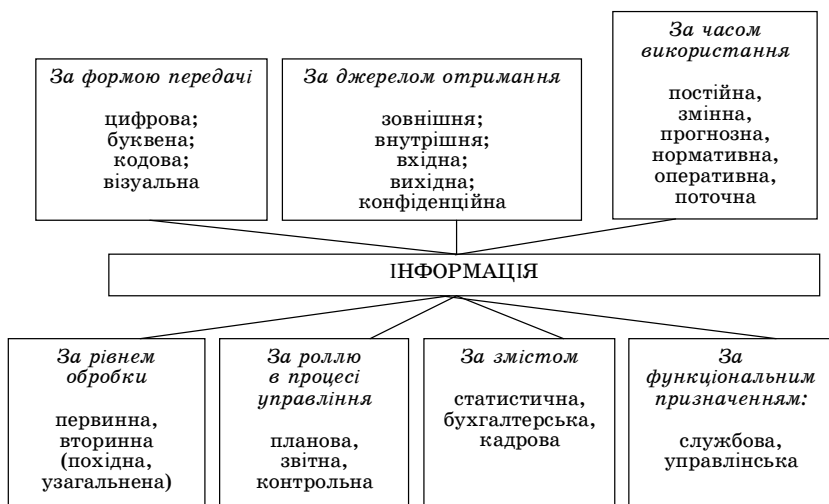 За формою передачі
цифрова;
буквена;
кодова;
візуальна
За джерелом отримання
зовнішня;
внутрішня;
вхідна;
вихідна;
конфіденційна
За часом
використання
постійна,
змінна,
прогнозна,
нормативна,
оперативна,
поточна
ІНФОРМАЦІЯ
За рівнем
обробки
первинна,
вторинна
(похідна,
узагальнена)
За роллю
в процесі
управління
планова,
звітна,
контрольна
За змістом
статистична,
бухгалтерська,
кадрова
За
функціональним
призначенням:
службова,
управлінська